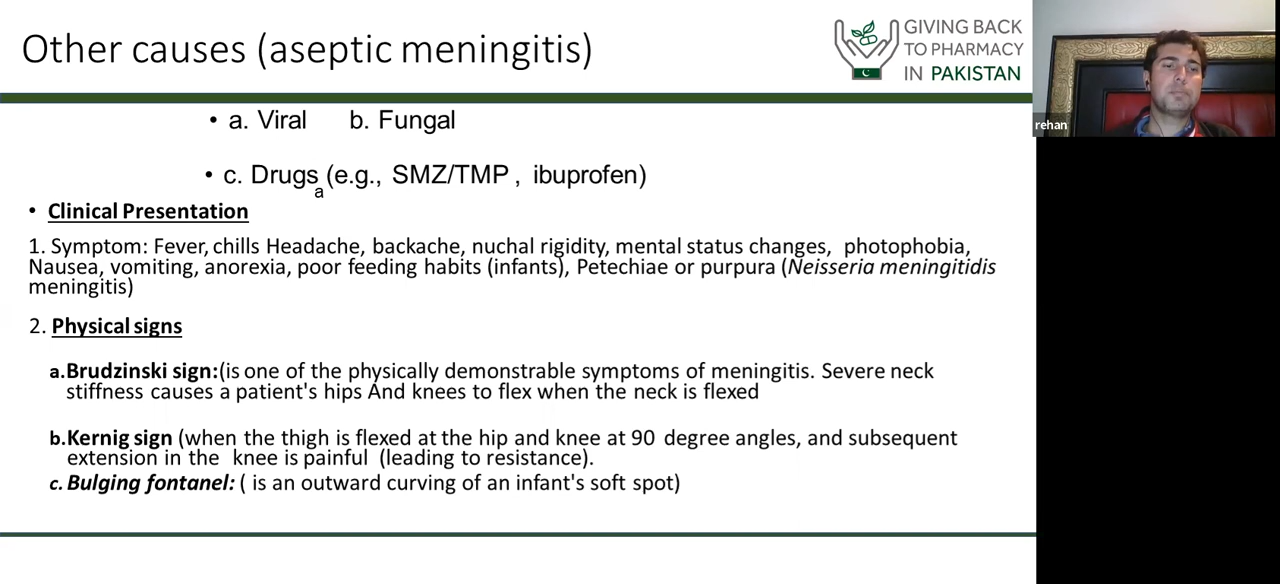 Other causes (aseptic meningitis)
GIVING BACK
TO PHARMACY
IN PAKISTAN
rehan
• a. Viral b. Fungal
• c. Drugs (e.g., SMZ/TMP , ibuprofen)
a
• Clinical Presentation
1. Symptom: Fever, chills Headache, backache, nuchal rigidity, mental status changes, photophobia,
Nausea, vomiting, anorexia, poor feeding habits (infants), Petechiae or purpura (Neisseria meningitidis
meningitis)
2. Physical signs
a.Brudzinski sign:(is one of the physically demonstrable symptoms of meningitis. Severe neck
stiffness causes a patient's hips And knees to flex when the neck is flexed
b.Kernig sign (when the thigh is flexed at the hip and knee at 90 degree angles, and subsequent
extension in the knee is painful (leading to resistance).
c. Bulging fontanel: ( is an outward curving of an infant's soft spot)